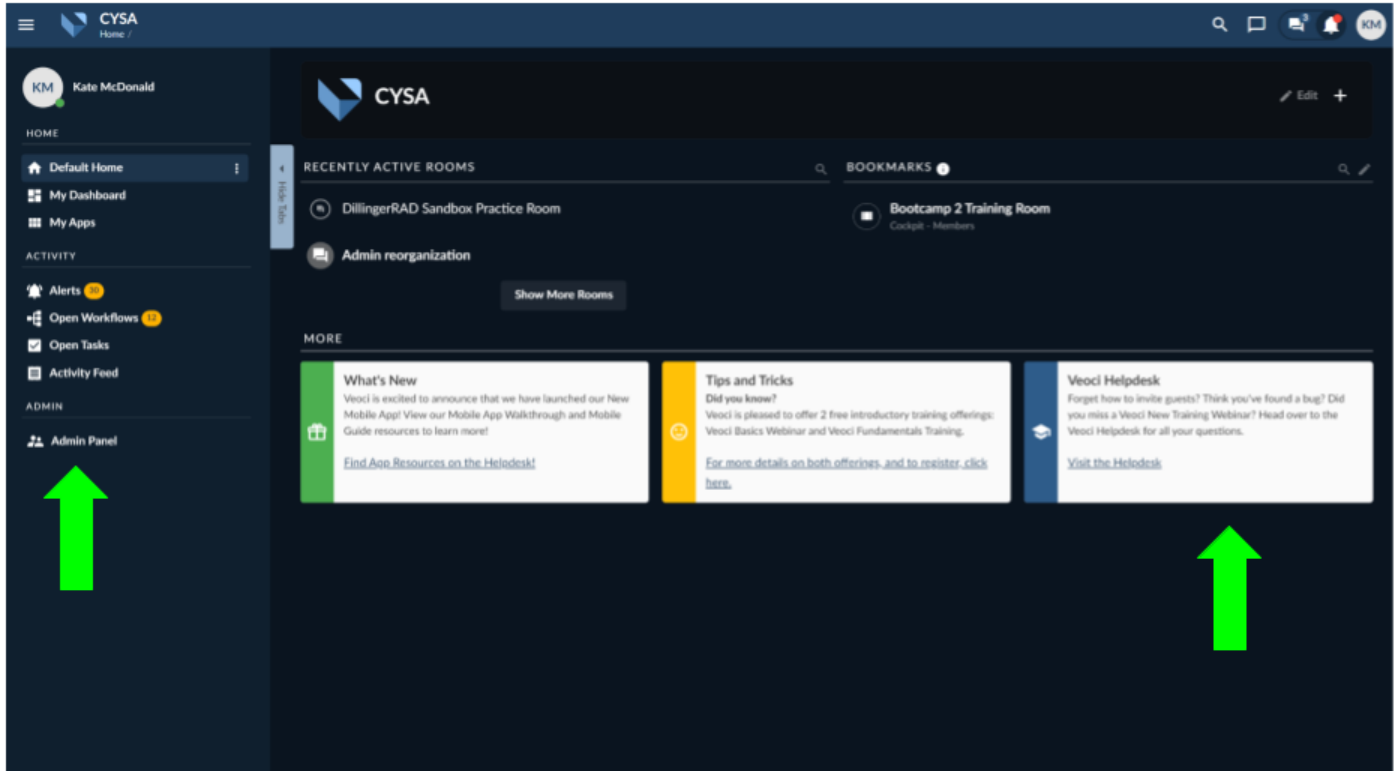 CYSA
Home /
3
KM
KM
Kate McDonald
HOME
Default Home
My Dashboard
My Apps
ACTIVITY
Alerts 30
Open Workflows 12
Open Tasks
Activity Feed
ADMIN
Admin Panel
Hide Tabs
CYSA
Edit
RECENTLY ACTIVE ROOMS
DillingerRAD Sandbox Practice Room
Admin reorganization
Show More Rooms
BOOKMARKS
Bootcamp 2 Training Room
Cockpit - Members
MORE
What's New
Veoci is excited to announce that we have launched our New
Mobile App! View our Mobile App Walkthrough and Mobile
Guide resources to learn more!
Find App Resources on the Helpdesk!
Tips and Tricks
Did you know?
Veoci is pleased to offer 2 free introductory training offerings:
Veoci Basics Webinar and Veoci Fundamentals Training.
For more details on both offerings, and to register, click
here.
Veoci Helpdesk
Forget how to invite guests? Think you've found a bug? Did
you miss a Veoci New Training Webinar? Head over to the
Veoci Helpdesk for all your questions.
Visit the Helpdesk